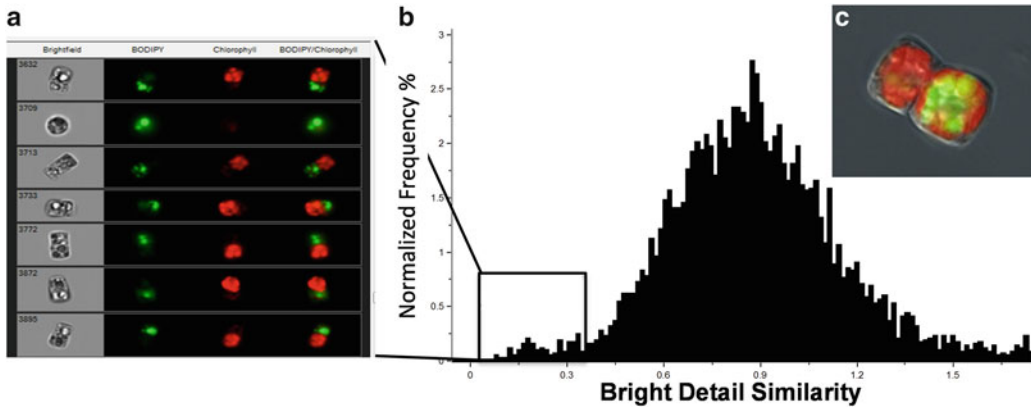 a
Brightfield BODIPY Chlorophyll BODIPY/Chlorophyll
3632
3709
3713
3733
3772
3872
3895
b
Normalized Frequency %
3
2.5
2
1.5
1
0.5
0
0 0.3 0.6 0.9 1.2 1.5
Bright Detail Similarity
c